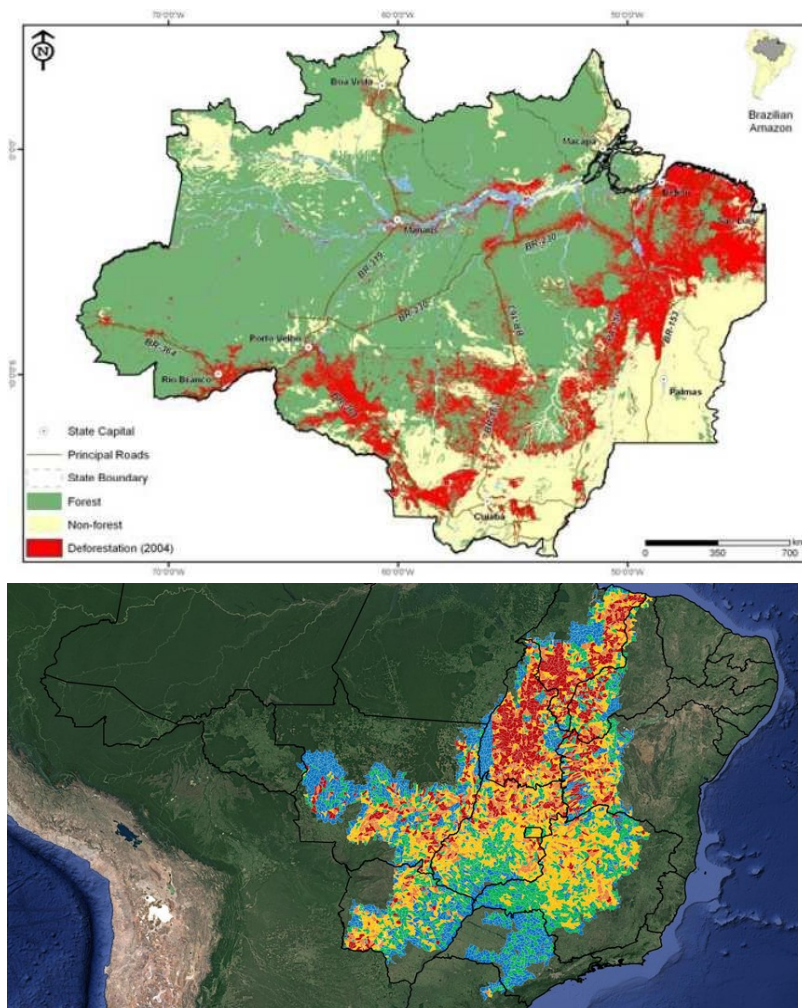 70°0'0"W 60°0'0"W 50°0'0"W
N
Boa Vista
Brazilian
Amazon
Macapá
Belém
Manaus
BR-230
BR-319
BR-230
BR-163
BR-153
Porto Velho
BR-364
Rio Branco
Palmas
Cuiabá
State Capital
Principal Roads
State Boundary
Forest
Non-forest
Deforestation (2004)
0 350 700
70°0'0"W 60°0'0"W 50°0'0"W